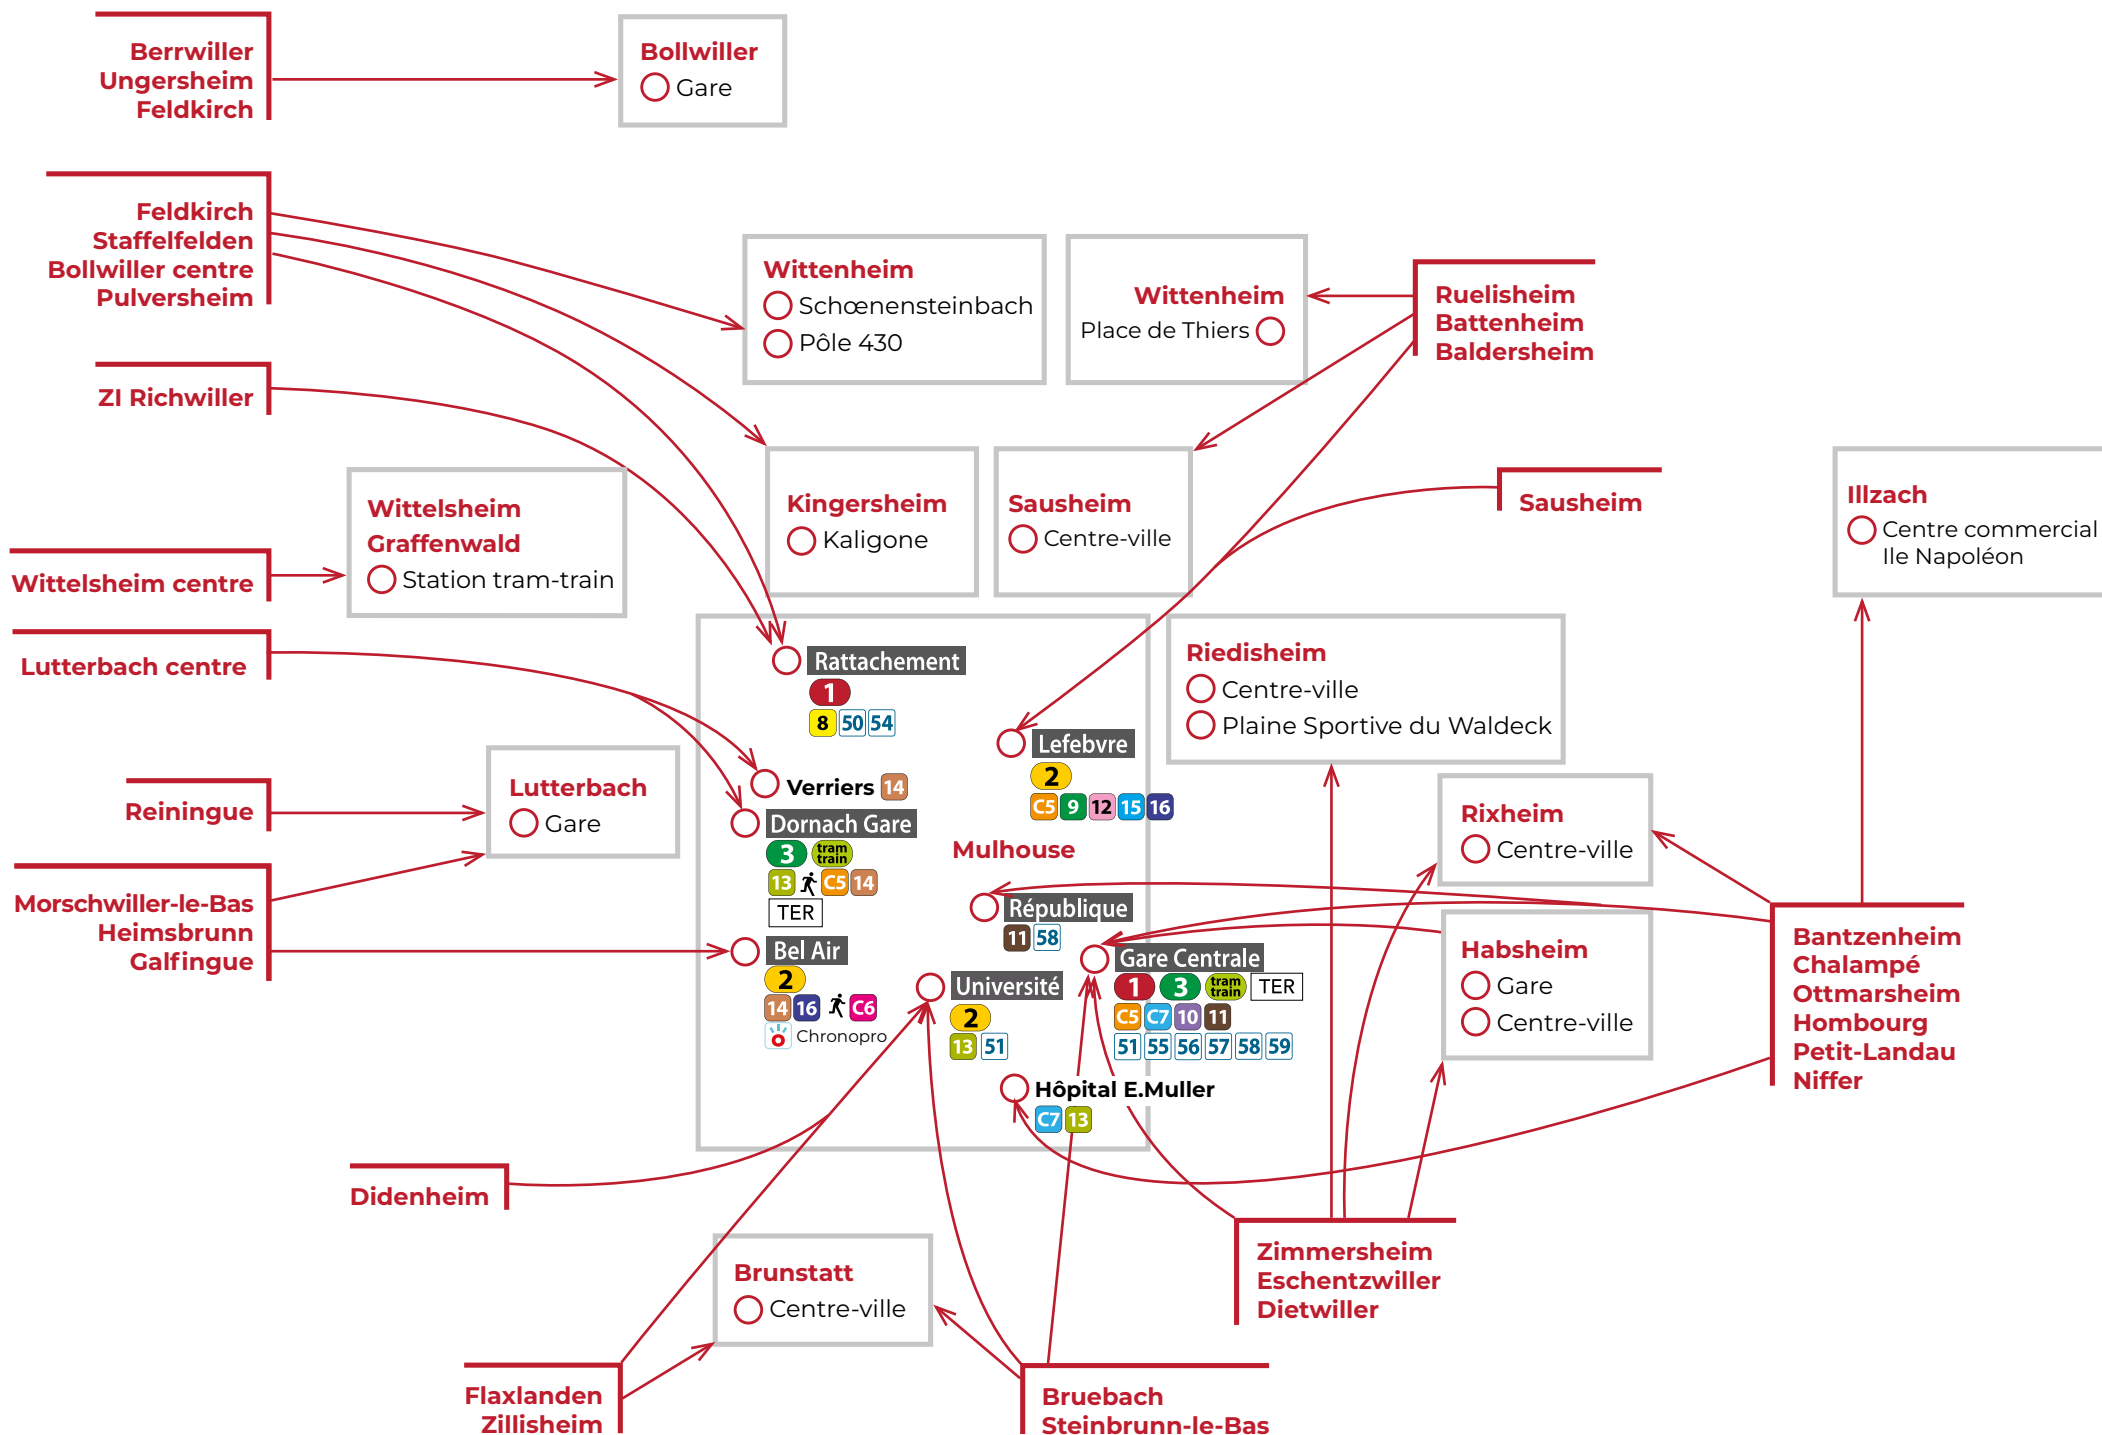 Berrwiller
Ungersheim
Feldkirch
Bollwiller
Gare
Feldkirch
Staffelfelden
Bollwiller centre
Pulversheim
Wittenheim
Schœnensteinbach
Pôle 430
Wittenheim
Place de Thiers
Ruelisheim
Battenheim
Baldersheim
ZI Richwiller
Kingersheim
Kaligone
Sausheim
Centre-ville
Sausheim
Illzach
Centre commercial
Ile Napoléon
Wittelsheim
Graffenwald
Station tram-train
Wittelsheim centre
Lutterbach centre
Rattachement
1
8 50 54
Lefebvre
2
C5 9 12 15 16
Riedisheim
Centre-ville
Plaine Sportive du Waldeck
Verriers 14
Dornach Gare
3 tram train
13 C5 14
TER
Mulhouse
Reiningue
Lutterbach
Gare
Rixheim
Centre-ville
Morschwiller-le-Bas
Heimsbrunn
Galfingue
Bel Air
2
14 16 C6
Chronopro
République
11 58
Université
2
13 51
Gare Centrale
1 3 tram train TER
C5 C7 10 11
51 55 56 57 58 59
Hôpital E.Muller
C7 13
Habsheim
Gare
Centre-ville
Bantzenheim
Chalampé
Ottmarsheim
Hombourg
Petit-Landau
Niffer
Didenheim
Brunstatt
Centre-ville
Zimmersheim
Eschentzwiller
Dietwiller
Flaxlanden
Zillisheim
Bruebach
Steinbrunn-le-Bas